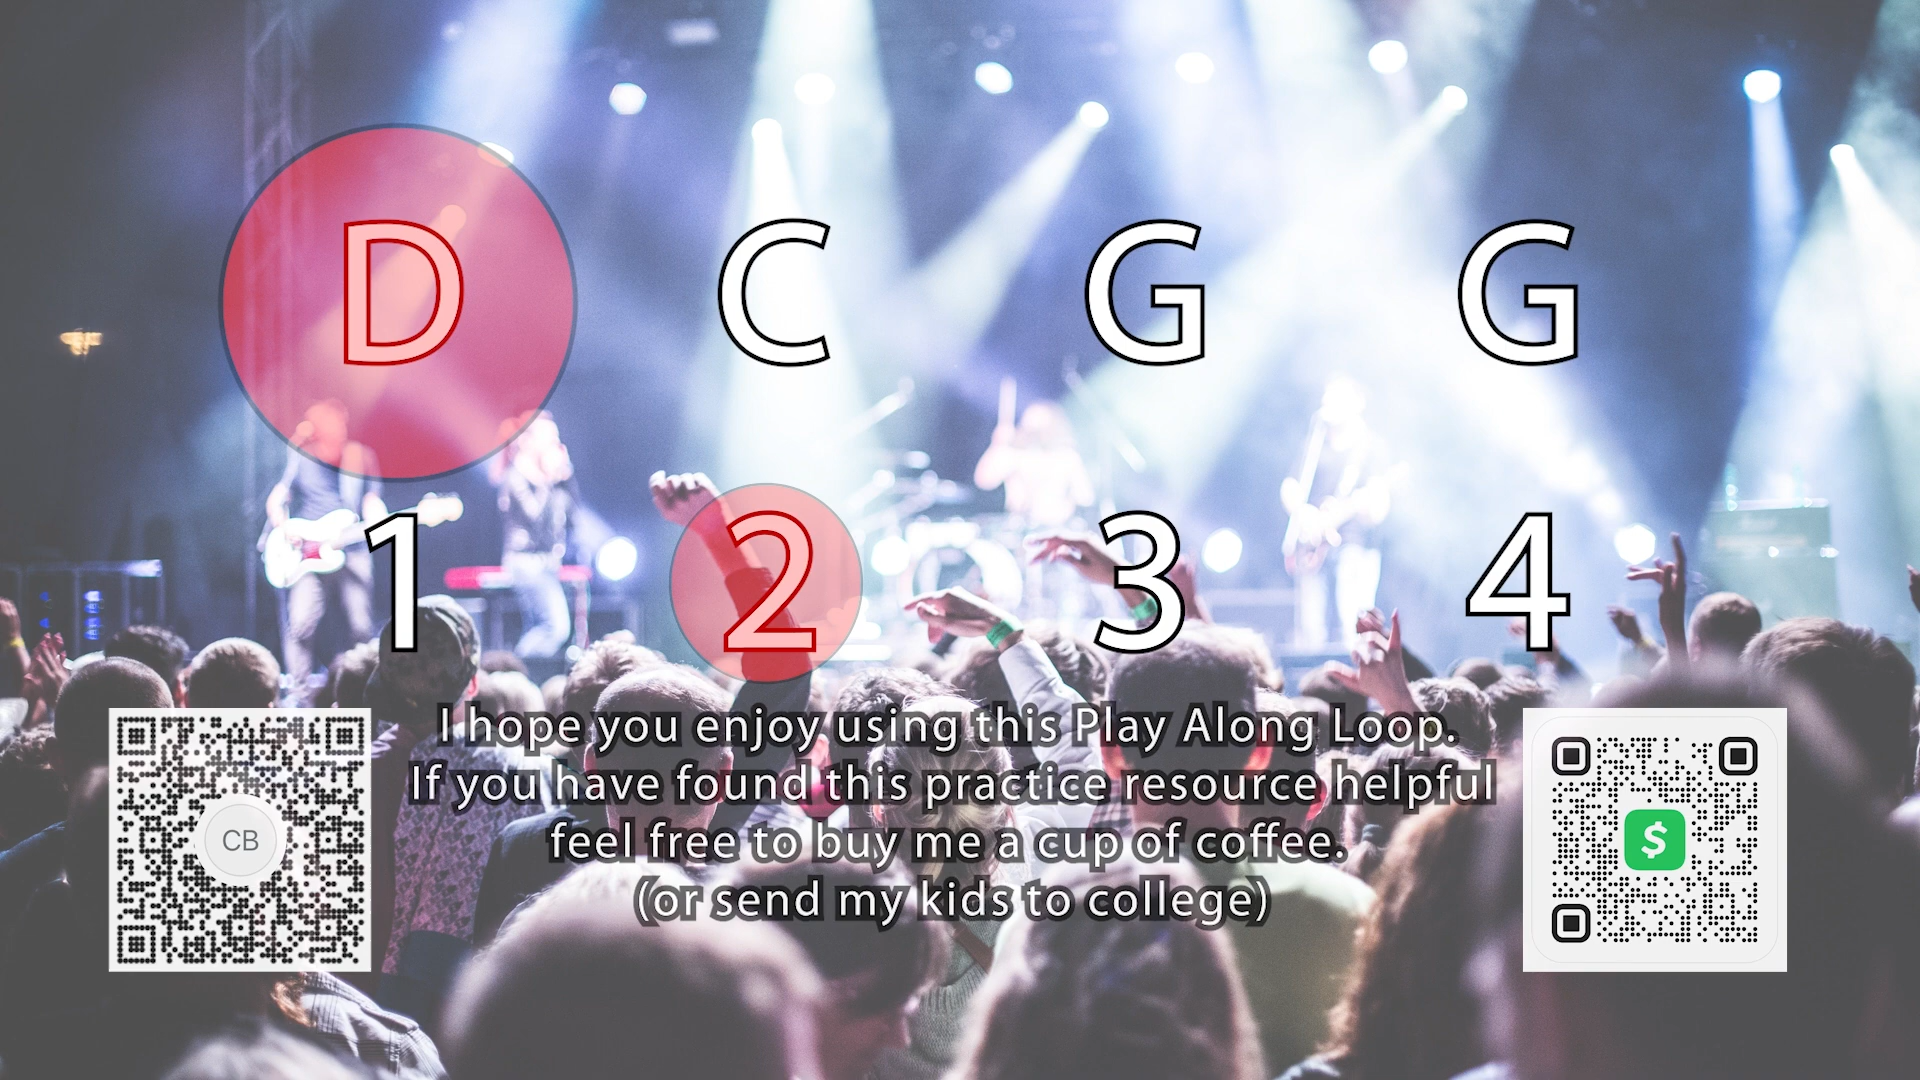 D C G G
1 2 3 4
I hope you enjoy using this Play Along Loop.
If you have found this practice resource helpful
feel free to buy me a cup of coffee.
(or send my kids to college)
CB
$